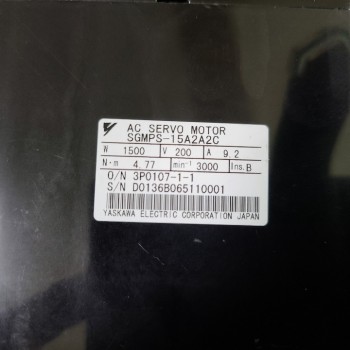 AC SERVO MOTOR
SGMPS-15A2A2C
W 1500 V 200 A 9.2
N·m 4.77 min⁻¹ 3000 Ins.B
O/N 3P0107-1-1
S/N D0136B065110001
YASKAWA ELECTRIC CORPORATION JAPAN